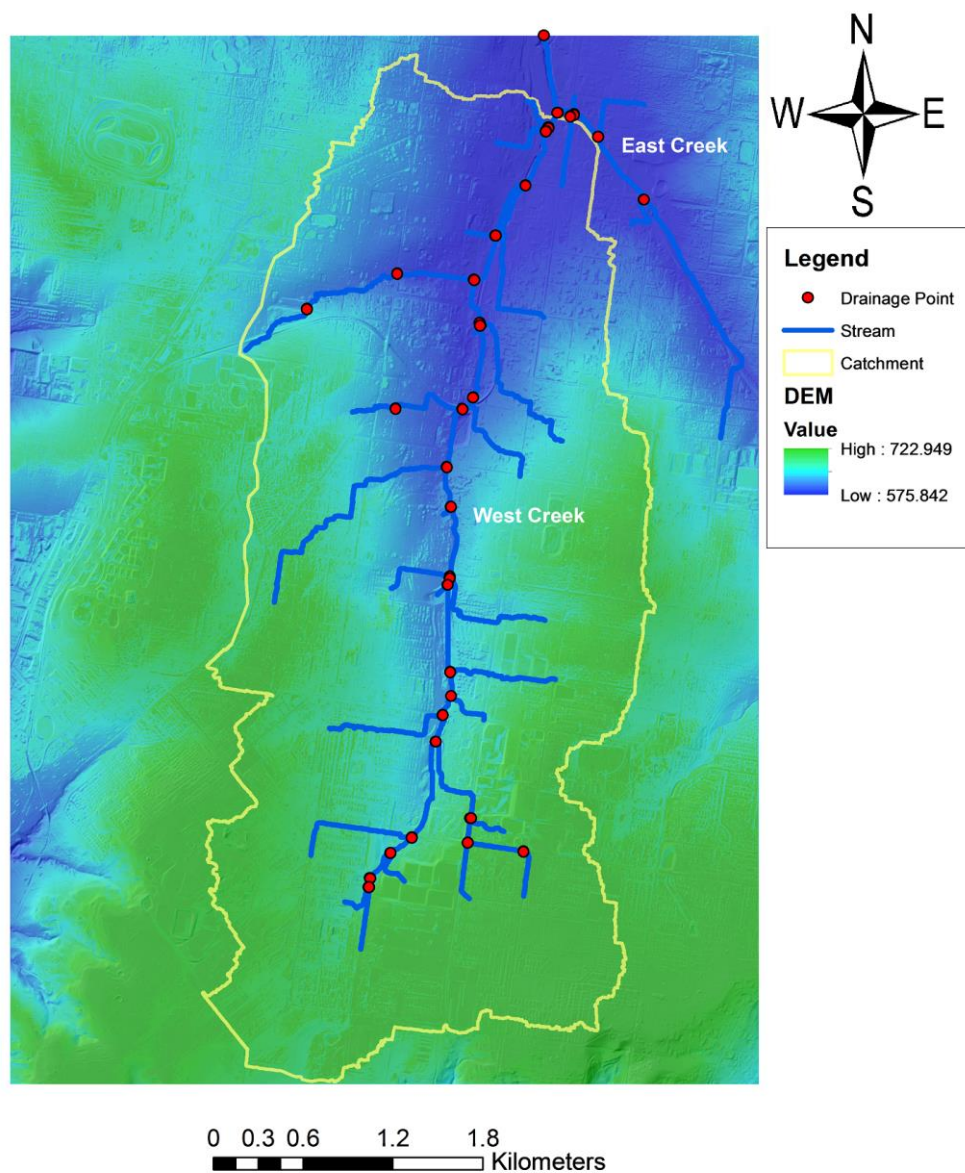 N
W E
S
East Creek
West Creek
Legend
Drainage Point
Stream
Catchment
DEM
Value
High : 722.949
Low : 575.842
0 0.3 0.6 1.2 1.8
Kilometers